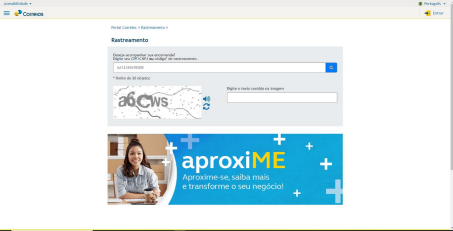 Acessibilidade
Português
Correios
Entrar
Portal Correios > Rastreamento >
Rastreamento
Deseja acompanhar sua encomenda?
Digite seu CPF/CNPJ ou código* de rastreamento.
* limite de 20 objetos
Digite o texto contido na imagem
a6CWS
aproxiME
Aproxime-se, saiba mais
e transforme o seu negócio!